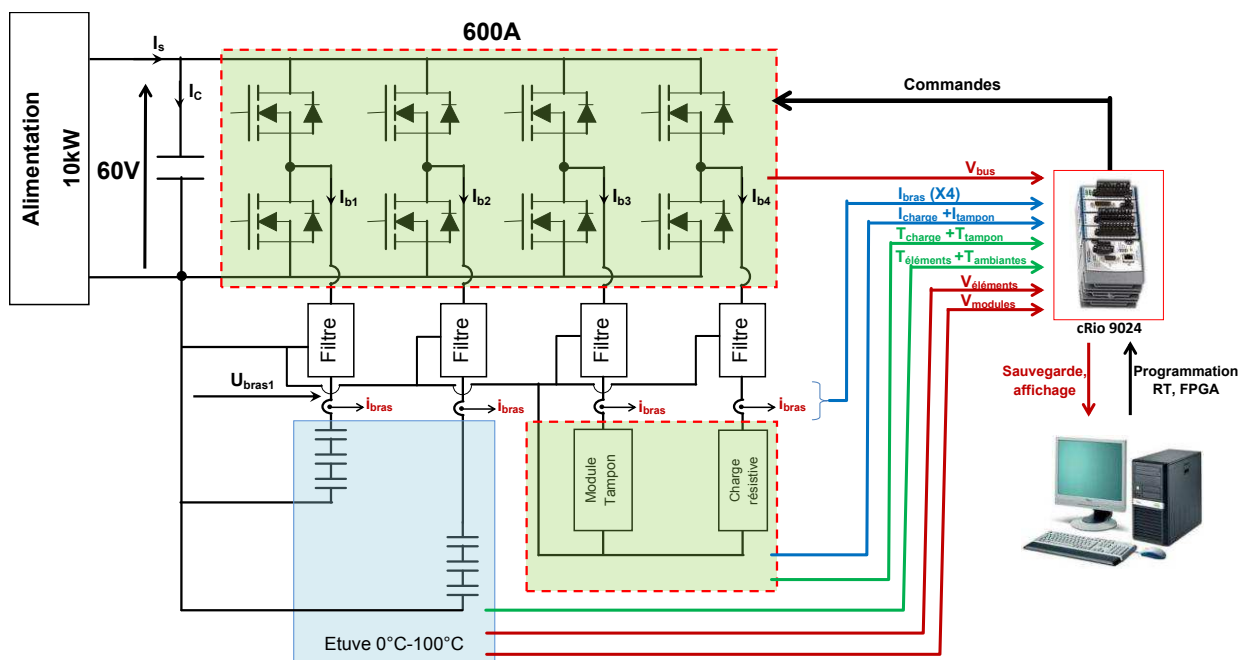 Alimentation
10kW
60V
Is
IC
600A
Ib1
Ib2
Ib3
Ib4
Commandes
Vbus
Ibras (X4)
Icharge +Itampon
Tcharge +Ttampon
Téléments +Tambiantes
Véléments
Vmodules
cRio 9024
Sauvegarde,
affichage
Programmation
RT, FPGA
Filtre
Filtre
Filtre
Filtre
Ubras1
ibras
ibras
ibras
ibras
Module
Tampon
Charge
résistive
Etuve 0°C-100°C